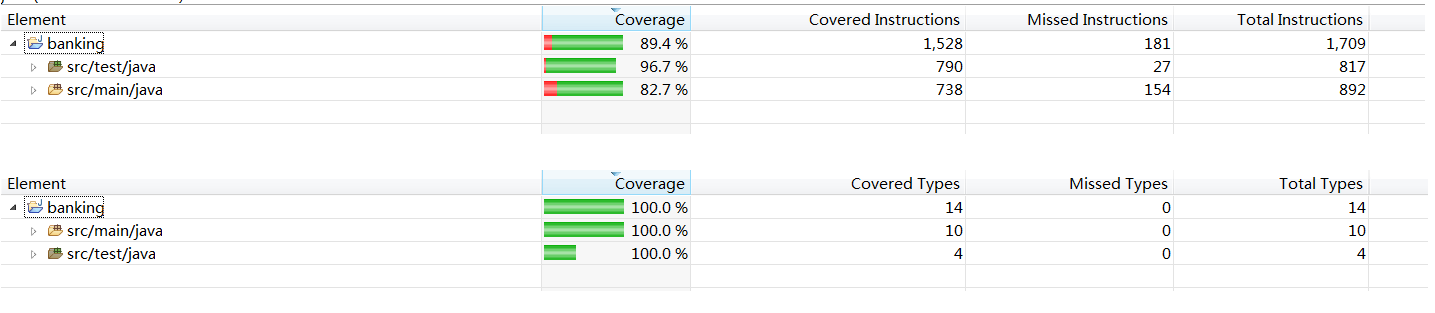 Element Coverage Covered Instructions Missed Instructions Total Instructions
banking 89.4 % 1,528 181 1,709
src/test/java 96.7 % 790 27 817
src/main/java 82.7 % 738 154 892
Element Coverage Covered Types Missed Types Total Types
banking 100.0 % 14 0 14
src/main/java 100.0 % 10 0 10
src/test/java 100.0 % 4 0 4